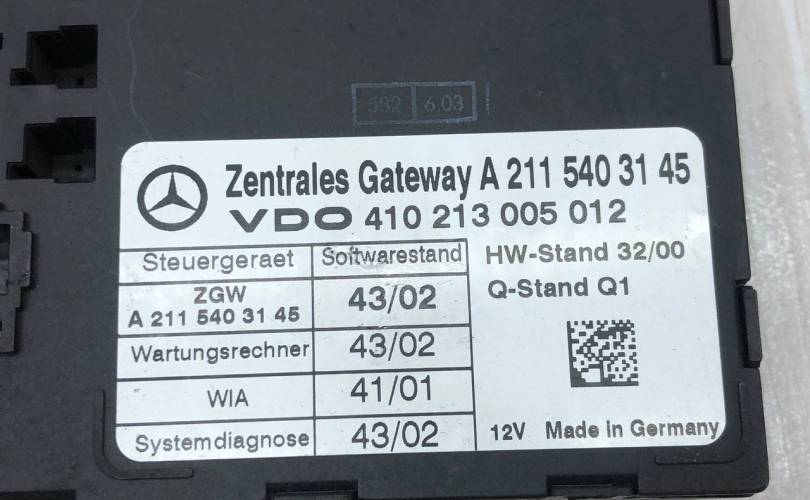 502 6.03
Zentrales Gateway A 211 540 31 45
VDO 410 213 005 012
Steuergeraet Softwarestand
HW-Stand 32/00
ZGW
A 211 540 31 45 43/02
Q-Stand Q1
Wartungsrechner 43/02
WIA 41/01
Systemdiagnose 43/02
12V Made in Germany